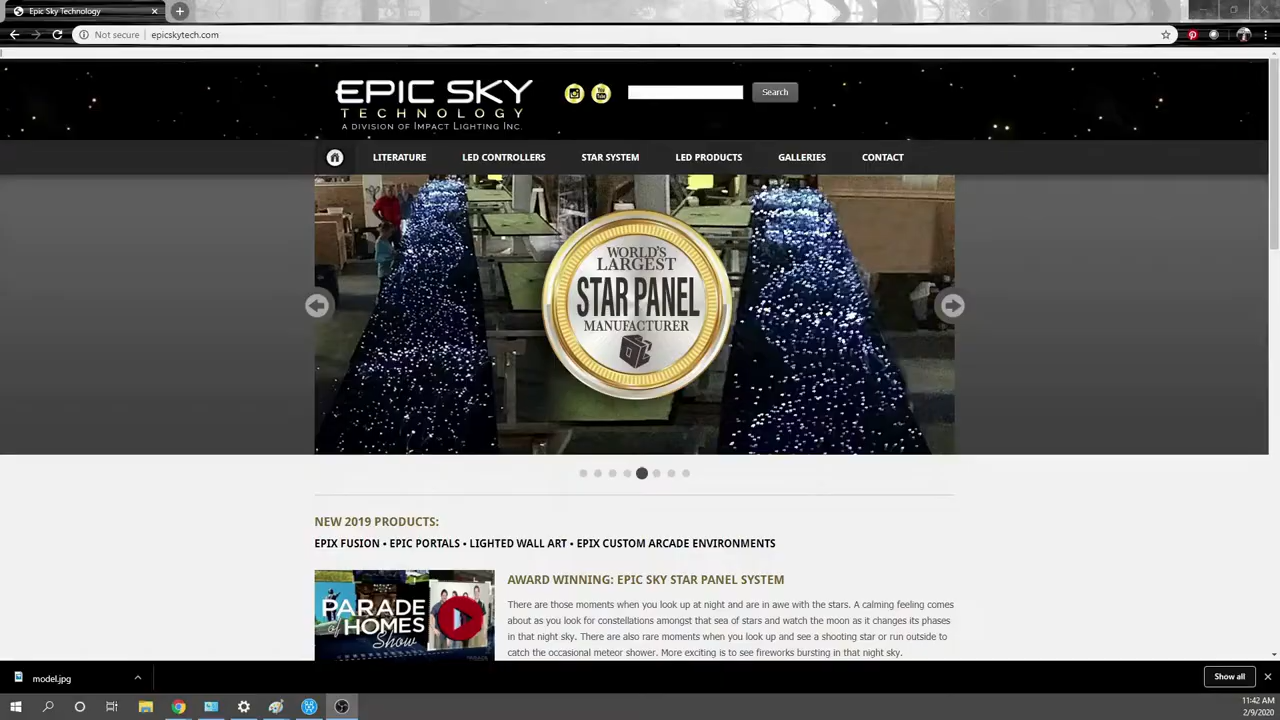 Epic Sky Technology
Not secure
epicskytech.com
EPIC SKY
TECHNOLOGY
A DIVISION OF IMPACT LIGHTING INC.
You
Tube
Search
LITERATURE
LED CONTROLLERS
STAR SYSTEM
LED PRODUCTS
GALLERIES
CONTACT
WORLD'S
LARGEST
STAR PANEL
MANUFACTURER
NEW 2019 PRODUCTS:
EPIX FUSION • EPIC PORTALS • LIGHTED WALL ART • EPIX CUSTOM ARCADE ENVIRONMENTS
PARADE
of HOMES
Show
AWARD WINNING: EPIC SKY STAR PANEL SYSTEM
There are those moments when you look up at night and are in awe with the stars. A calming feeling comes
about as you look for constellations amongst that sea of stars and watch the moon as it changes its phases
in that night sky. There are also rare moments when you look up and see a shooting star or run outside to
catch the occasional meteor shower. More exciting is to see fireworks bursting in that night sky.
model.jpg
Show all
11:42 AM
2/9/2020